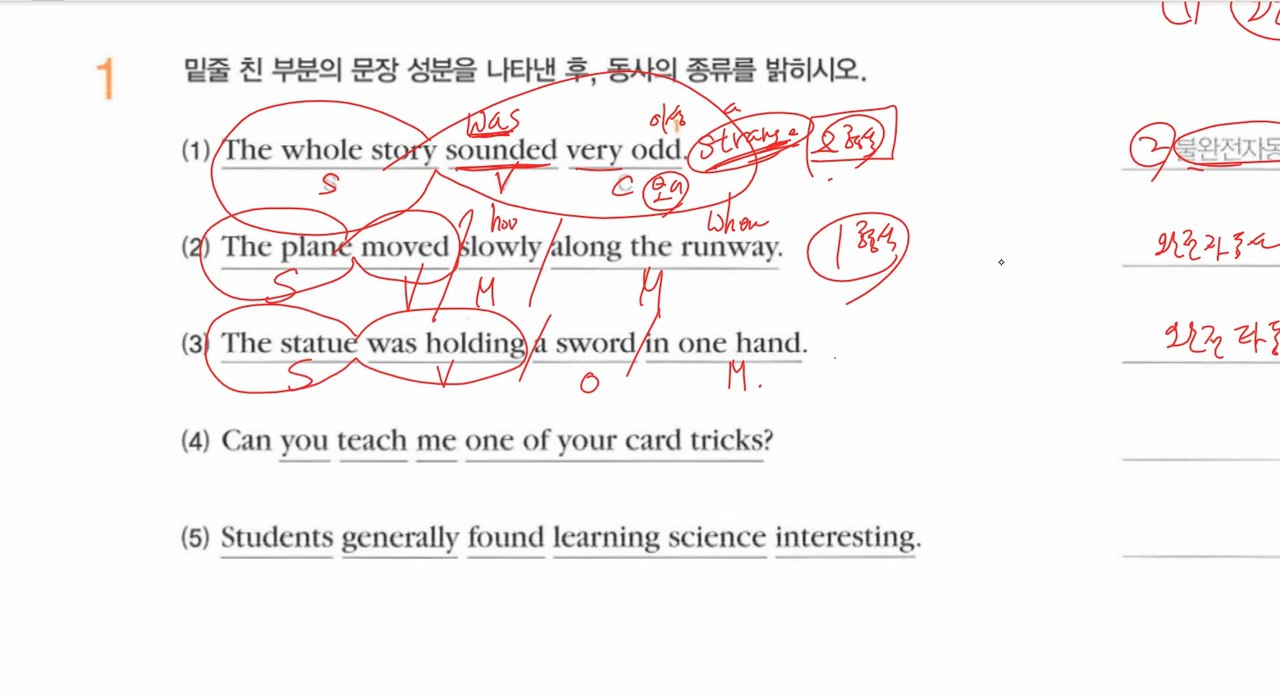 1 밑줄 친 부분의 문장 성분을 나타낸 후, 동사의 종류를 밝히시오.
was 이상
(1) The whole story sounded very odd. strange 2형식 2 불완전자동
S V C
how
(2) The plane moved slowly along the runway. 1형식 완전자동사
S V M M
(3) The statue was holding a sword in one hand. 완전 타동
S V O M.
(4) Can you teach me one of your card tricks?
(5) Students generally found learning science interesting.